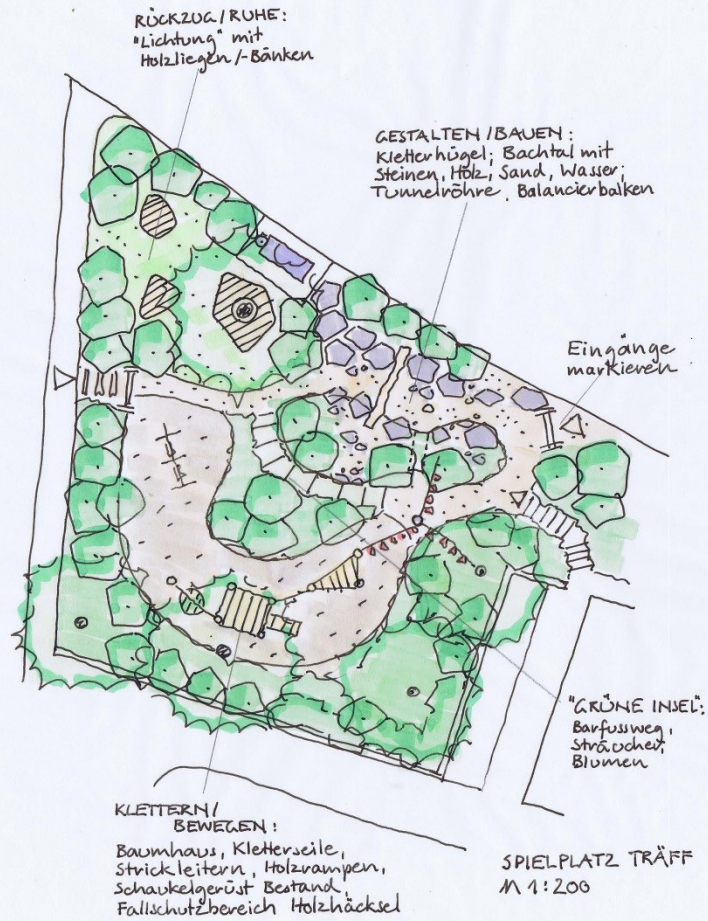 RÜCKZUG/RUHE:
"Lichtung" mit
Holzliegen/-Bänken
GESTALTEN/BAUEN:
Kletterhügel; Bachtal mit
Steinen, Holz, Sand, Wasser;
Tunnelröhre, Balancierbalken
Eingänge
markieren
"GRÜNE INSEL":
Barfussweg,
Sträucher,
Blumen
KLETTERN/
BEWEGEN:
Baumhaus, Kletterseile,
Strickleitern, Holzrampen,
Schaukelgerüst Bestand,
Fallschutzbereich Holzhäcksel
SPIELPLATZ TRÄFF
M 1:200